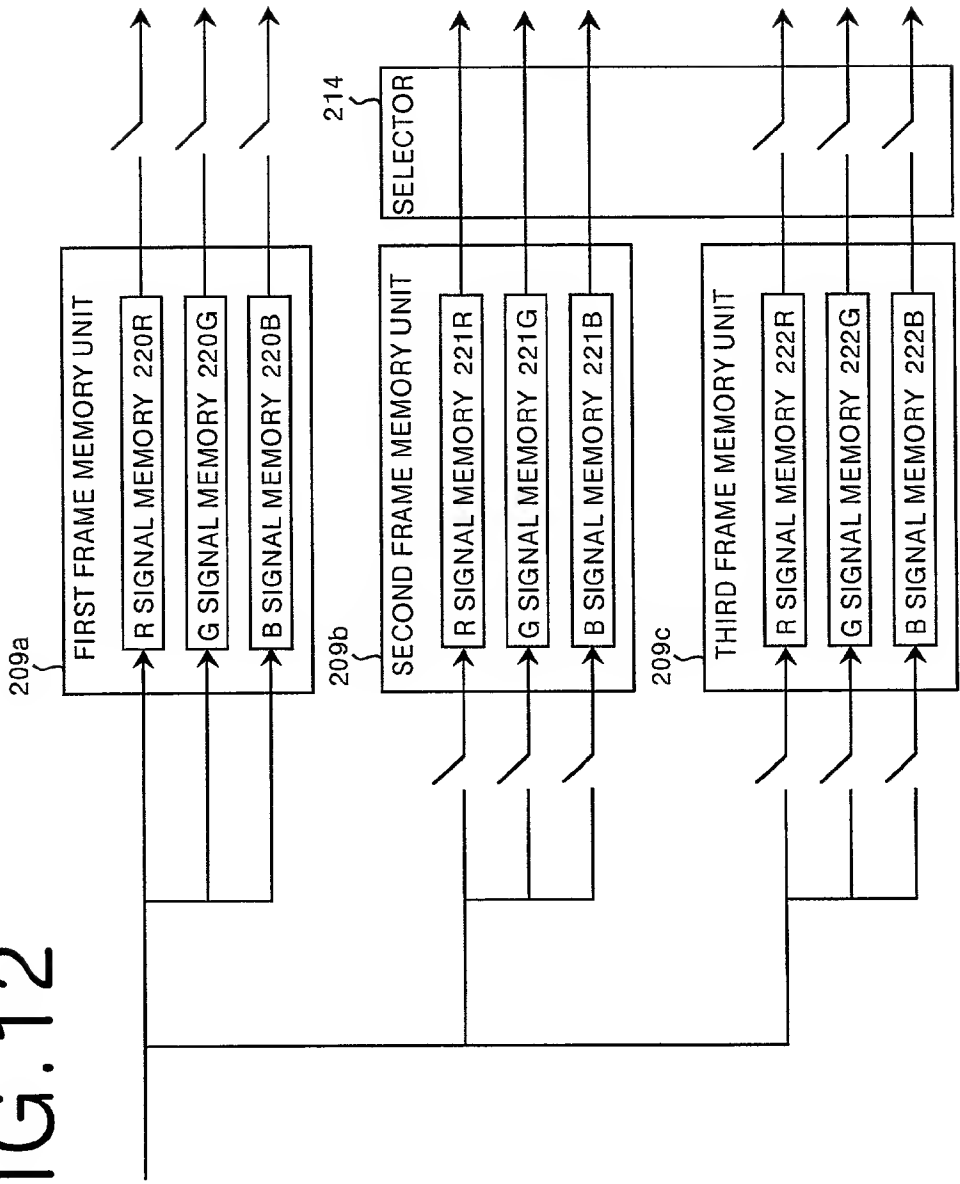 IG.12
209a
FIRST FRAME MEMORY UNIT
R SIGNAL MEMORY 220R
G SIGNAL MEMORY 220G
B SIGNAL MEMORY 220B
209b
SECOND FRAME MEMORY UNIT
R SIGNAL MEMORY 221R
G SIGNAL MEMORY 221G
B SIGNAL MEMORY 221B
214
SELECTOR
209c
THIRD FRAME MEMORY UNIT
R SIGNAL MEMORY 222R
G SIGNAL MEMORY 222G
B SIGNAL MEMORY 222B